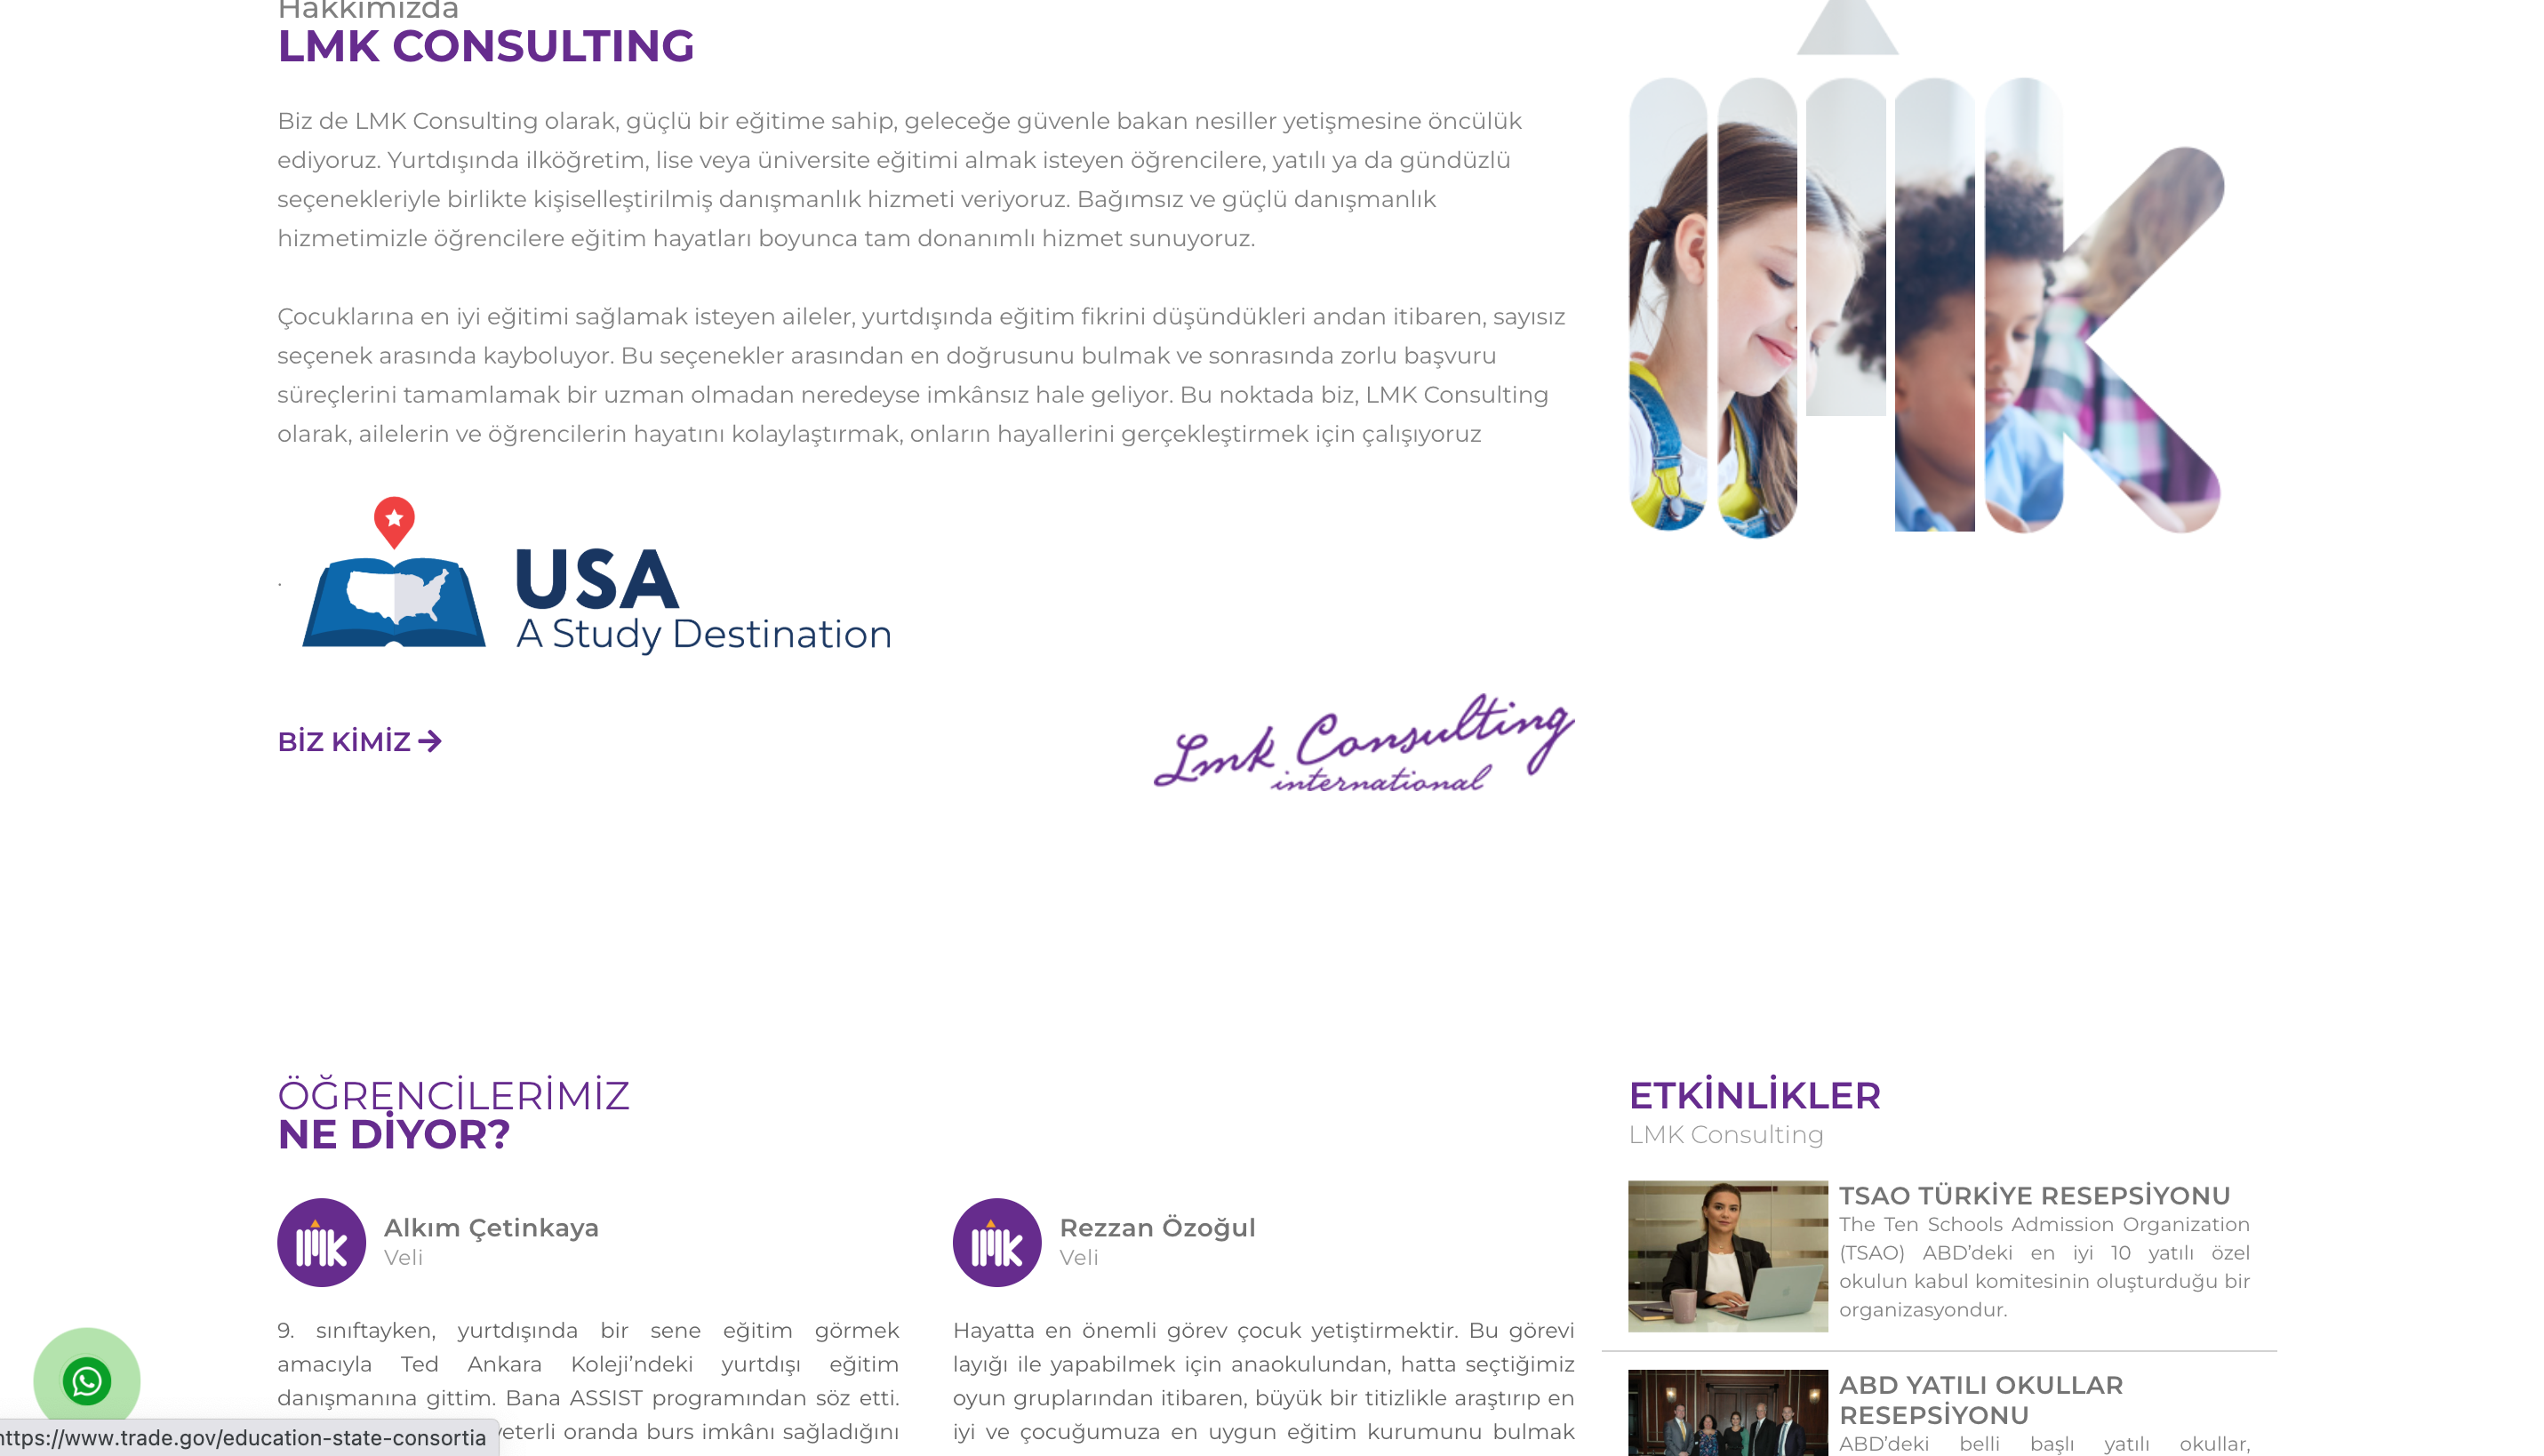 Hakkımızda
LMK CONSULTING
Biz de LMK Consulting olarak, güçlü bir eğitime sahip, geleceğe güvenle bakan nesiller yetişmesine öncülük
ediyoruz. Yurtdışında ilköğretim, lise veya üniversite eğitimi almak isteyen öğrencilere, yatılı ya da gündüzlü
seçenekleriyle birlikte kişiselleştirilmiş danışmanlık hizmeti veriyoruz. Bağımsız ve güçlü danışmanlık
hizmetimizle öğrencilere eğitim hayatları boyunca tam donanımlı hizmet sunuyoruz.
Çocuklarına en iyi eğitimi sağlamak isteyen aileler, yurtdışında eğitim fikrini düşündükleri andan itibaren, sayısız
seçenek arasında kayboluyor. Bu seçenekler arasından en doğrusunu bulmak ve sonrasında zorlu başvuru
süreçlerini tamamlamak bir uzman olmadan neredeyse imkânsız hale geliyor. Bu noktada biz, LMK Consulting
olarak, ailelerin ve öğrencilerin hayatını kolaylaştırmak, onların hayallerini gerçekleştirmek için çalışıyoruz
.
USA
A Study Destination
BİZ KİMİZ
Lmk Consulting
international
ÖĞRENCİLERİMİZ
NE DİYOR?
Alkım Çetinkaya
Veli
9. sınıftayken, yurtdışında bir sene eğitim görmek
amacıyla Ted Ankara Koleji’ndeki yurtdışı eğitim
danışmanına gittim. Bana ASSIST programından söz etti.
yeterli oranda burs imkânı sağladığını
Rezzan Özoğul
Veli
Hayatta en önemli görev çocuk yetiştirmektir. Bu görevi
layığı ile yapabilmek için anaokulundan, hatta seçtiğimiz
oyun gruplarından itibaren, büyük bir titizlikle araştırıp en
iyi ve çocuğumuza en uygun eğitim kurumunu bulmak
ETKİNLİKLER
LMK Consulting
TSAO TÜRKİYE RESEPSİYONU
The Ten Schools Admission Organization
(TSAO) ABD’deki en iyi 10 yatılı özel
okulun kabul komitesinin oluşturduğu bir
organizasyondur.
ABD YATILI OKULLAR
RESEPSİYONU
ABD’deki belli başlı yatılı okullar,
https://www.trade.gov/education-state-consortia